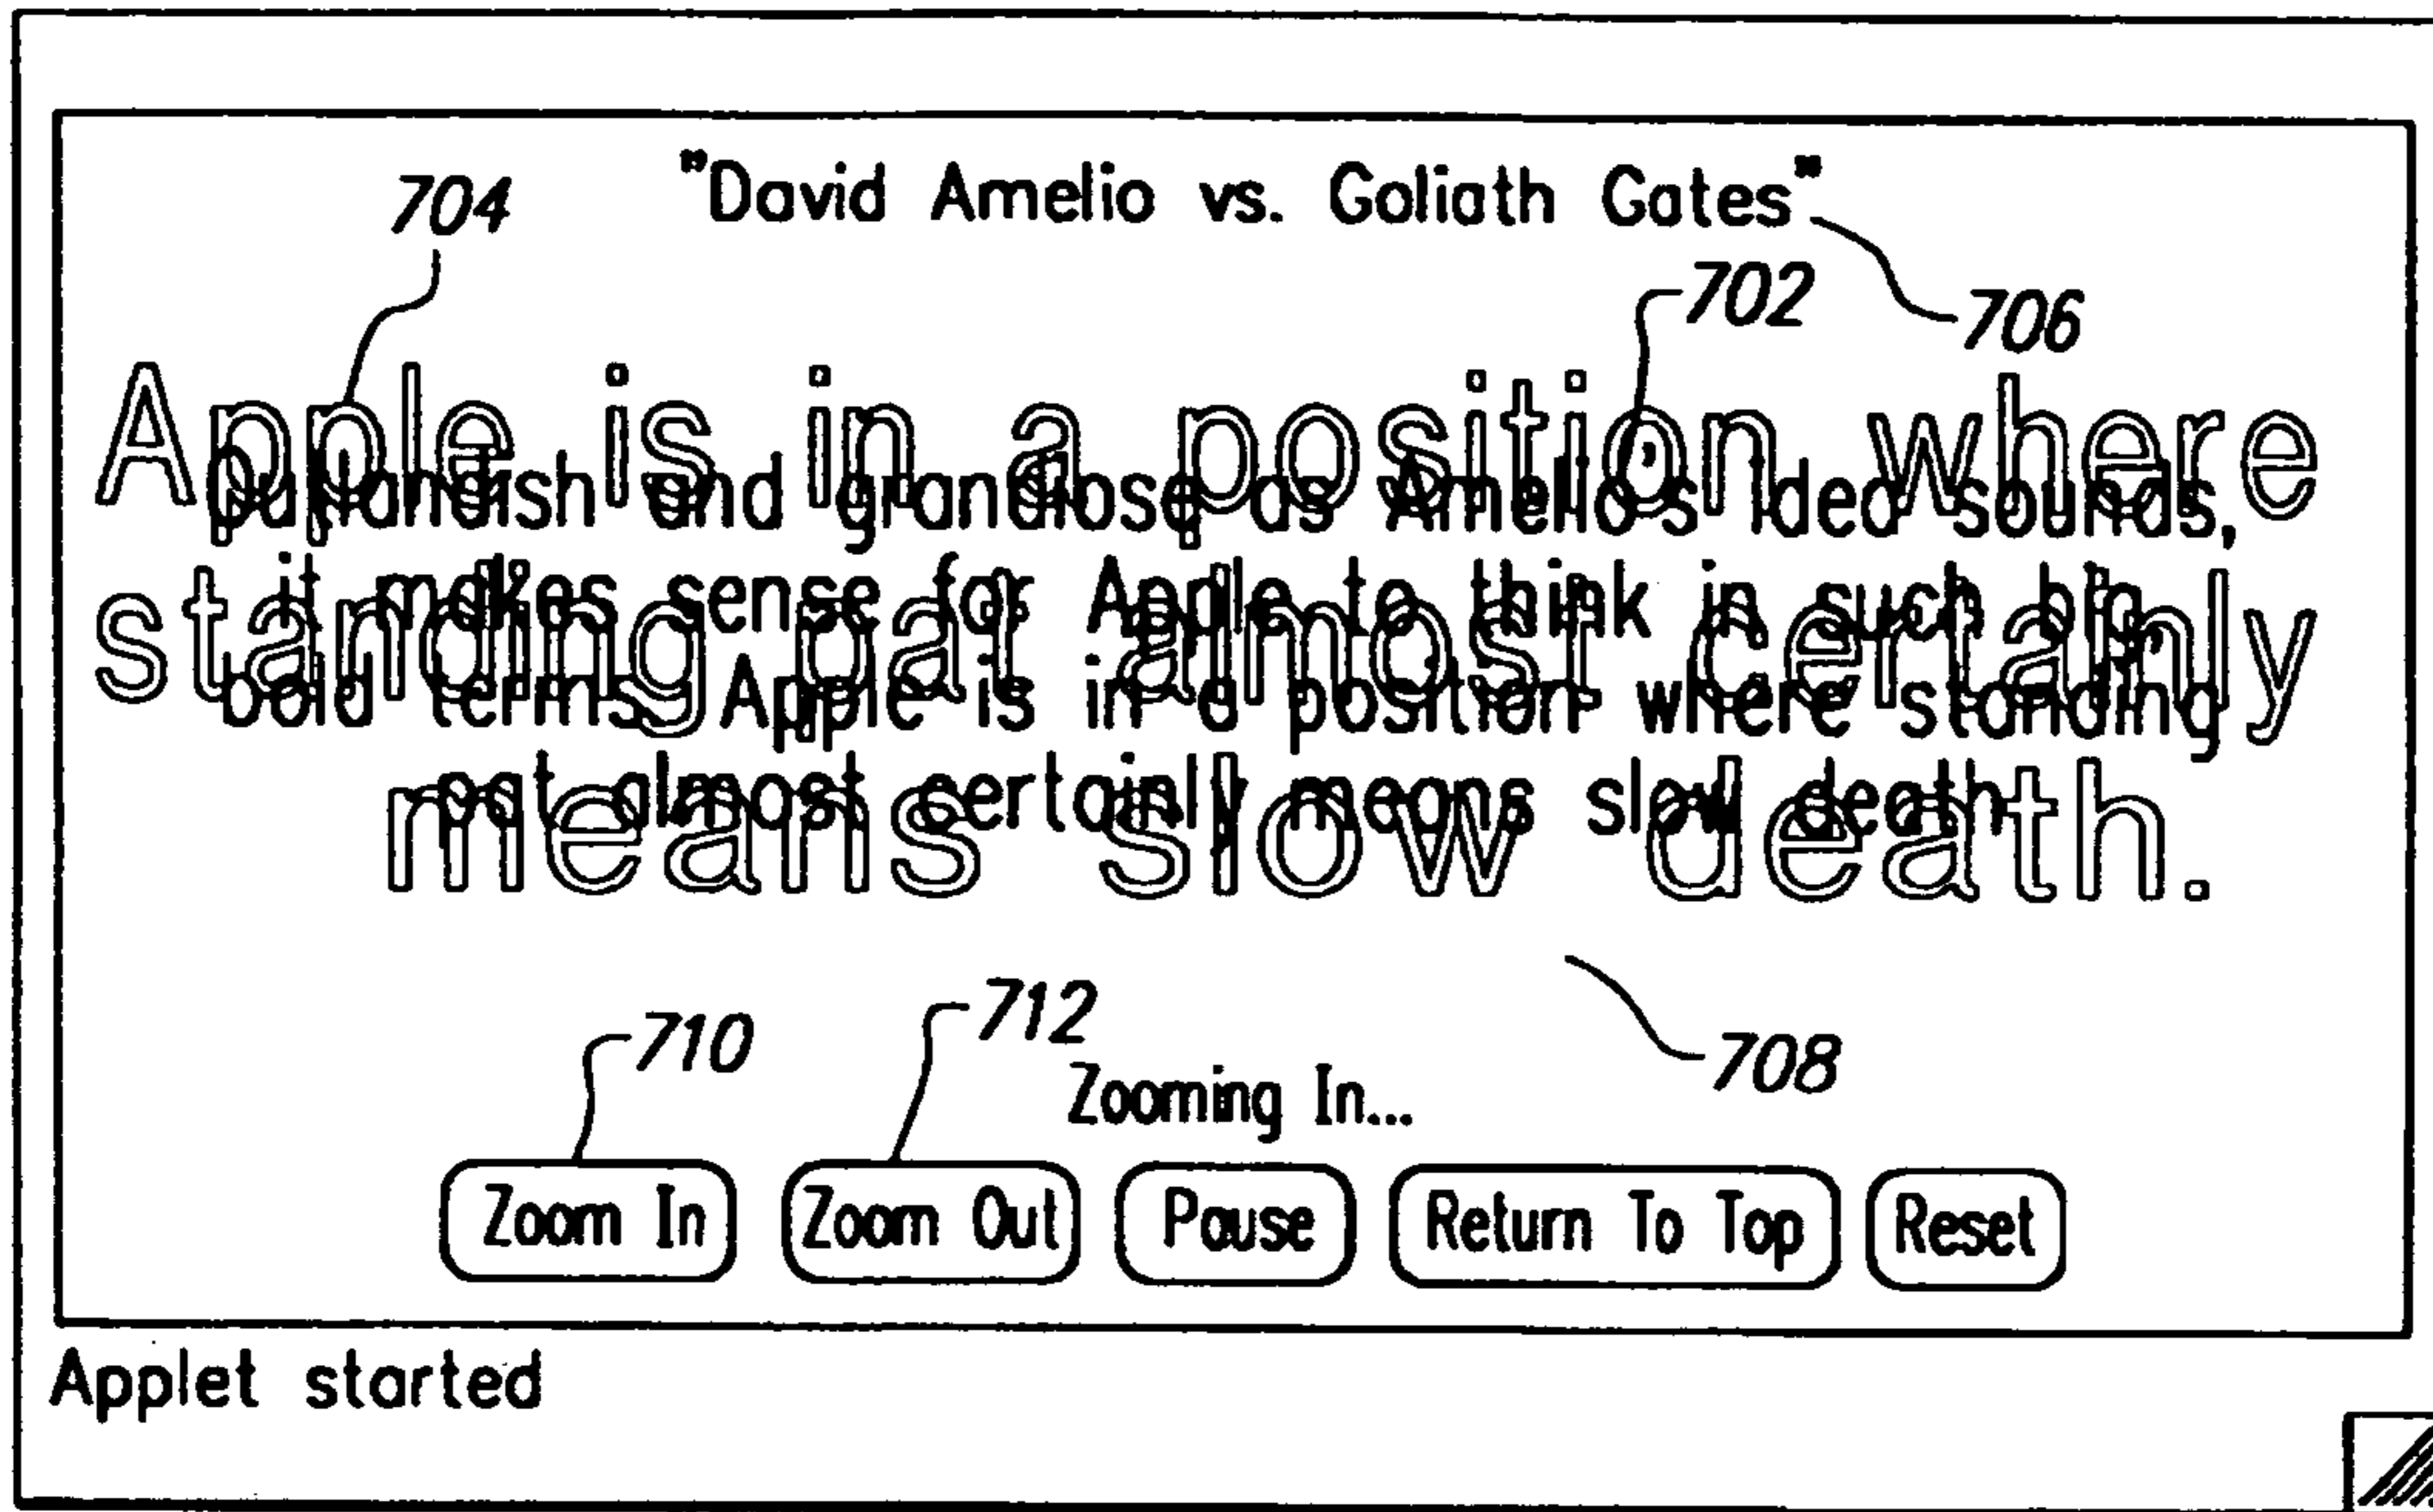 "David Amelio vs. Goliath Gates"
704
702
706
Apple is in a position where
outlandish and grandiose as Amelio's idea sounds,
it makes sense for Apple to think in such big,
standing pat almost certainly
bold terms. Apple is in a position where standing
pat almost certainly means slow death
means slow death.
710
712
708
Zooming In...
Zoom In
Zoom Out
Pause
Return To Top
Reset
Applet started